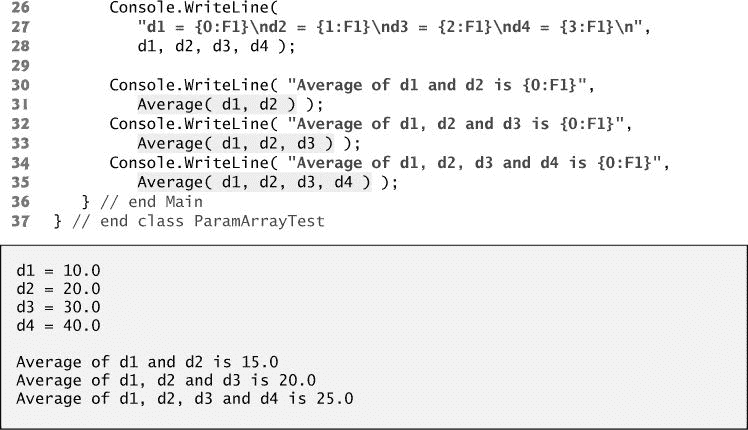 26 Console.WriteLine(
27 "d1 = {0:F1}\nd2 = {1:F1}\nd3 = {2:F1}\nd4 = {3:F1}\n",
28 d1, d2, d3, d4 );
29
30 Console.WriteLine( "Average of d1 and d2 is {0:F1}",
31 Average( d1, d2 ) );
32 Console.WriteLine( "Average of d1, d2 and d3 is {0:F1}",
33 Average( d1, d2, d3 ) );
34 Console.WriteLine( "Average of d1, d2, d3 and d4 is {0:F1}",
35 Average( d1, d2, d3, d4 ) );
36 } // end Main
37 } // end class ParamArrayTest
d1 = 10.0
d2 = 20.0
d3 = 30.0
d4 = 40.0
Average of d1 and d2 is 15.0
Average of d1, d2 and d3 is 20.0
Average of d1, d2, d3 and d4 is 25.0